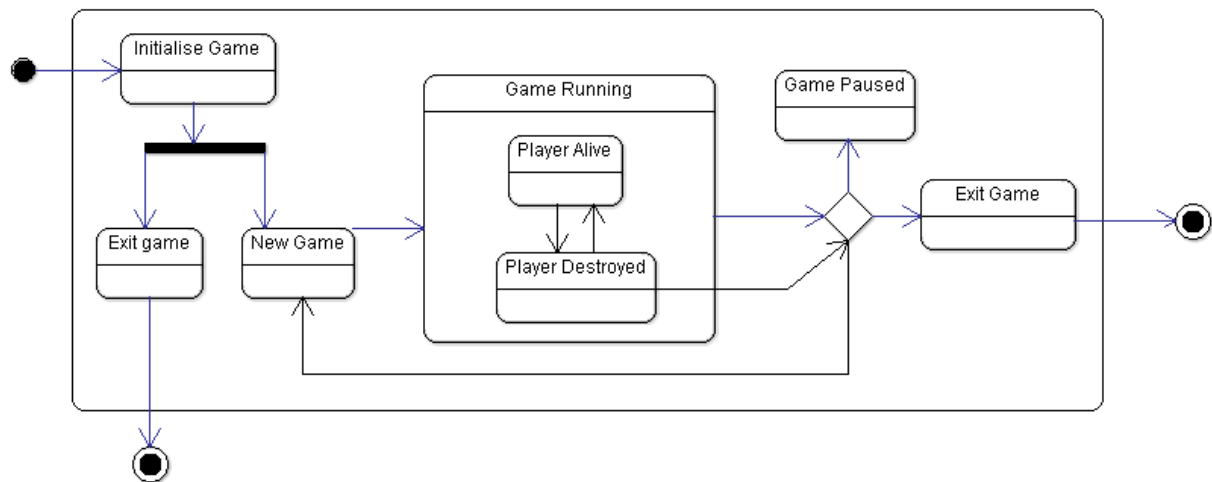 Initialise Game
Game Running
Game Paused
Player Alive
Exit Game
Exit game
New Game
Player Destroyed